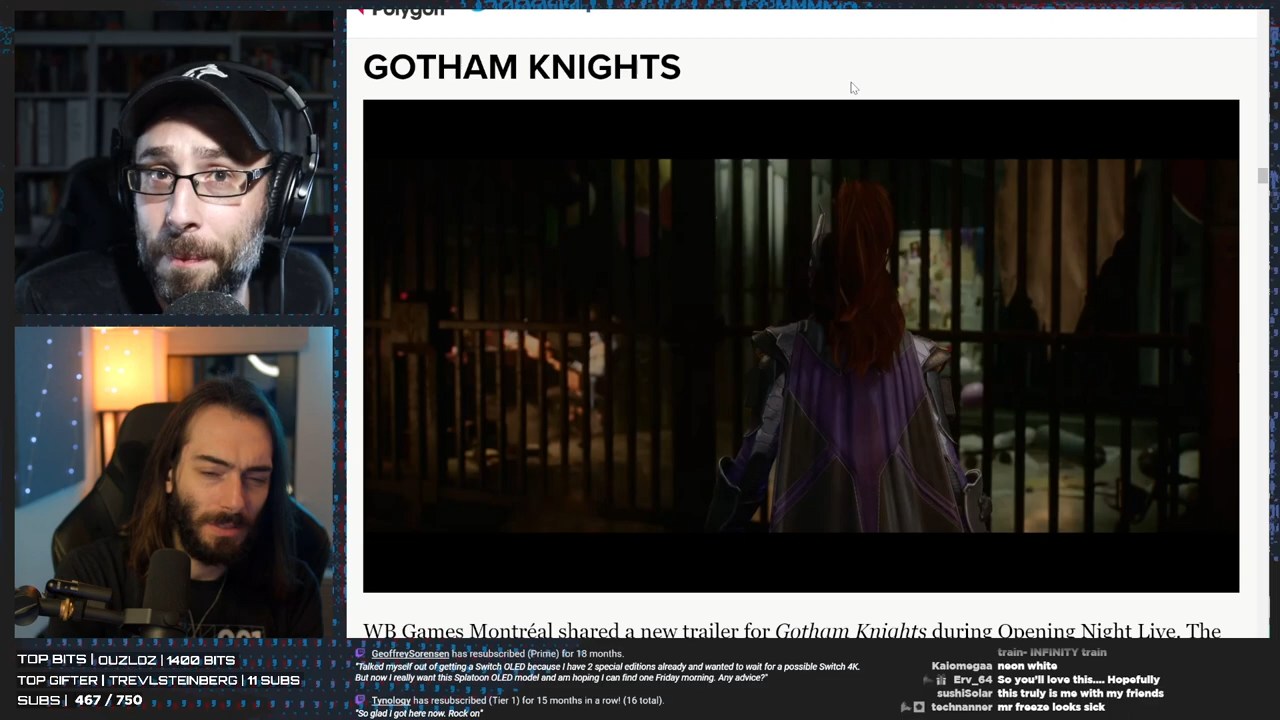 Polygon
GOTHAM KNIGHTS
WB Games Montréal shared a new trailer for Gotham Knights during Opening Night Live. The
TOP BITS | OUZLDZ | 1400 BITS
TOP GIFTER | TREVLSTEINBERG | 11 SUBS
SUBS | 467 / 750
GeoffreySorensen has resubscribed (Prime) for 18 months.
"Talked myself out of getting a Switch OLED because I have 2 special editions already and wanted to wait for a possible Switch 4K.
But now I really want this Splatoon OLED model and am hoping I can find one Friday morning. Any advice?"
Tynology has resubscribed (Tier 1) for 15 months in a row! (16 total).
"So glad I got here now. Rock on"
train- INFINITY train
Kaiomegaa neon white
Erv_64 So you'll love this.... Hopefully
sushiSolar this truly is me with my friends
technanner mr freeze looks sick